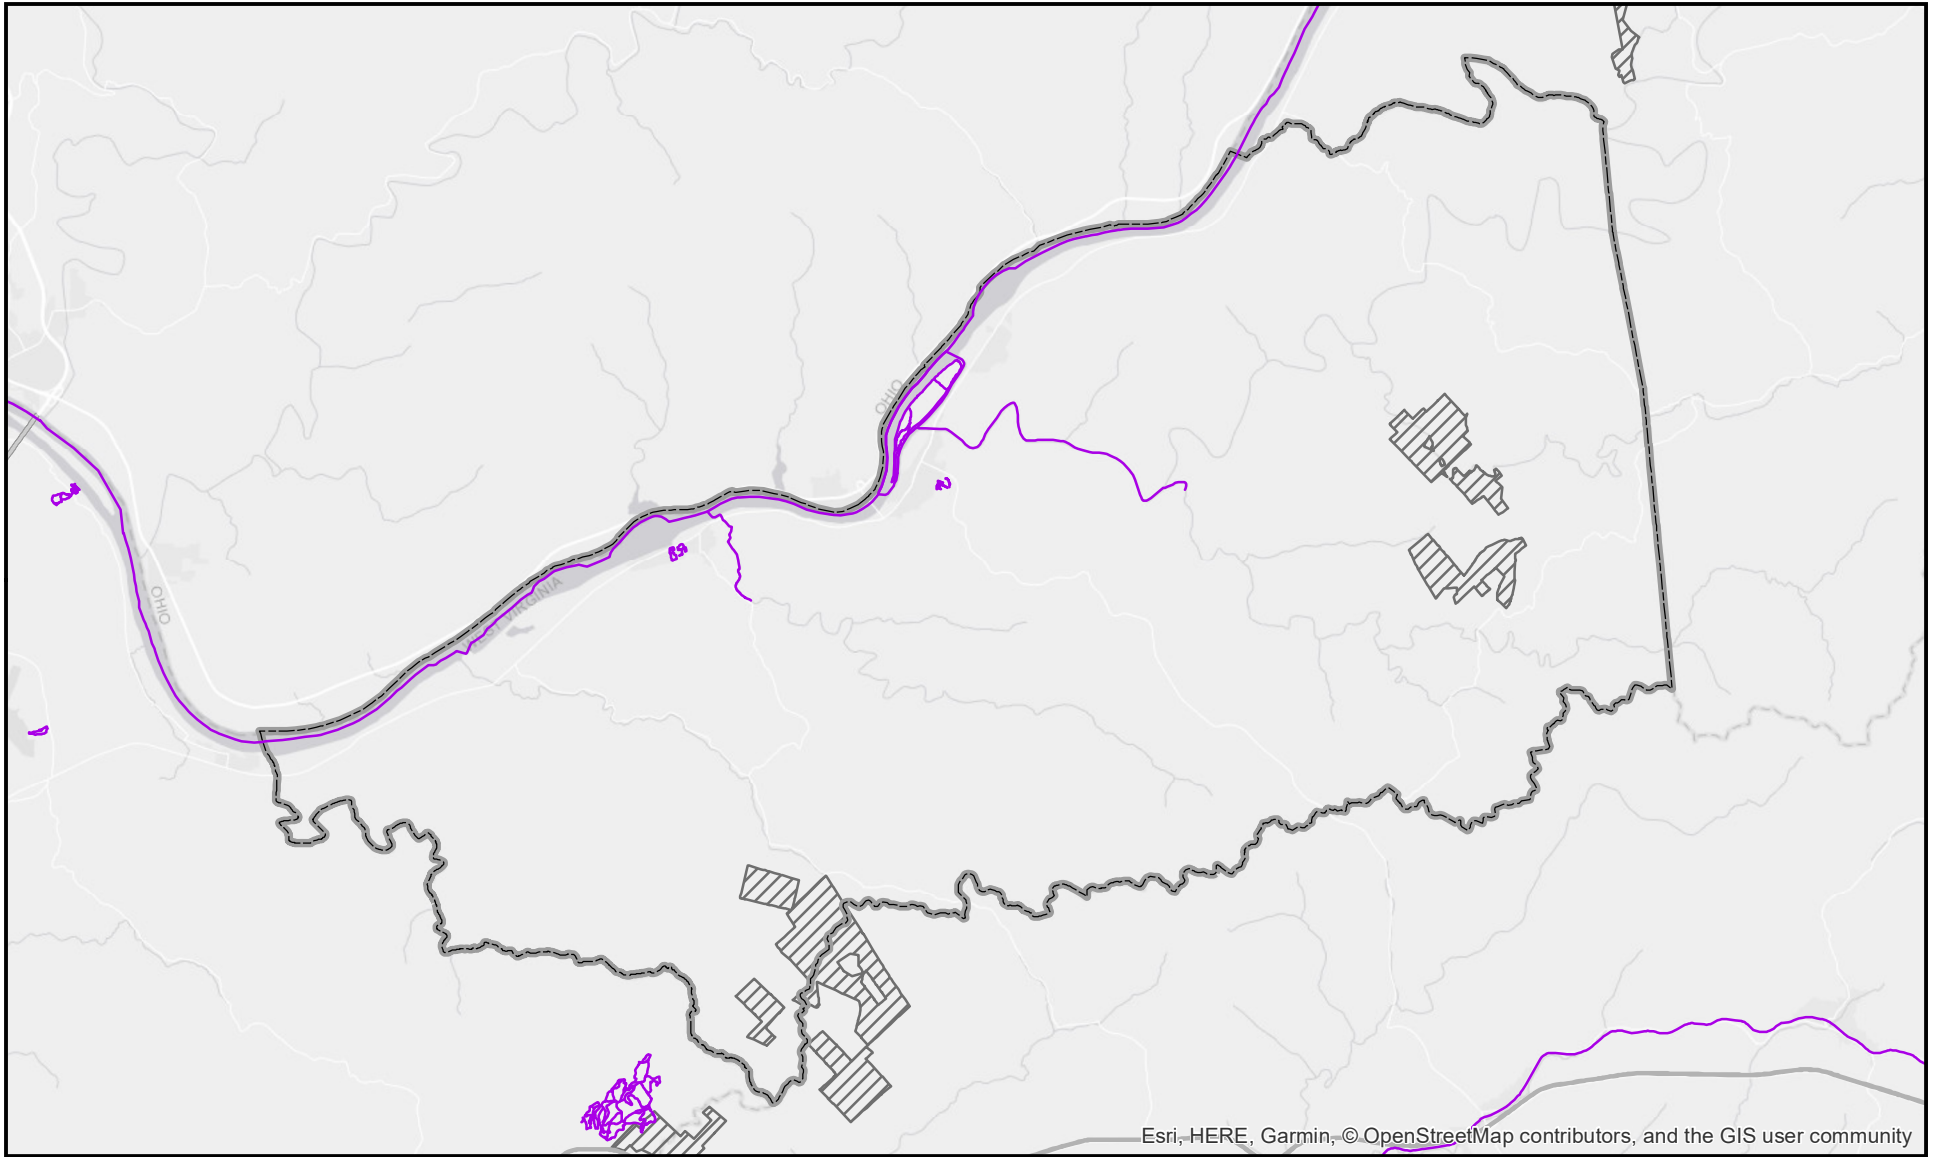 OHIO
OHIO
WEST VIRGINIA
Esri, HERE, Garmin, © OpenStreetMap contributors, and the GIS user community